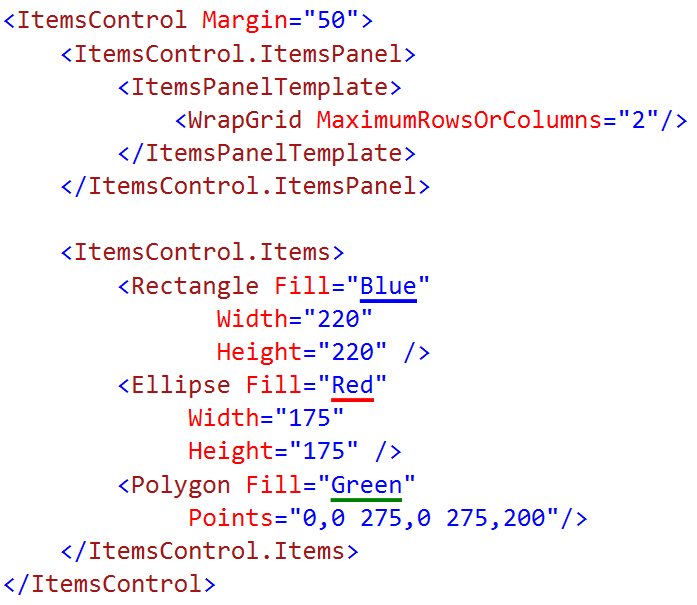 <ItemsControl Margin="50">
    <ItemsControl.ItemsPanel>
        <ItemsPanelTemplate>
            <WrapGrid MaximumRowsOrColumns="2"/>
        </ItemsPanelTemplate>
    </ItemsControl.ItemsPanel>

    <ItemsControl.Items>
        <Rectangle Fill="Blue"
               Width="220"
               Height="220" />
        <Ellipse Fill="Red"
             Width="175"
             Height="175" />
        <Polygon Fill="Green"
             Points="0,0 275,0 275,200"/>
    </ItemsControl.Items>
</ItemsControl>